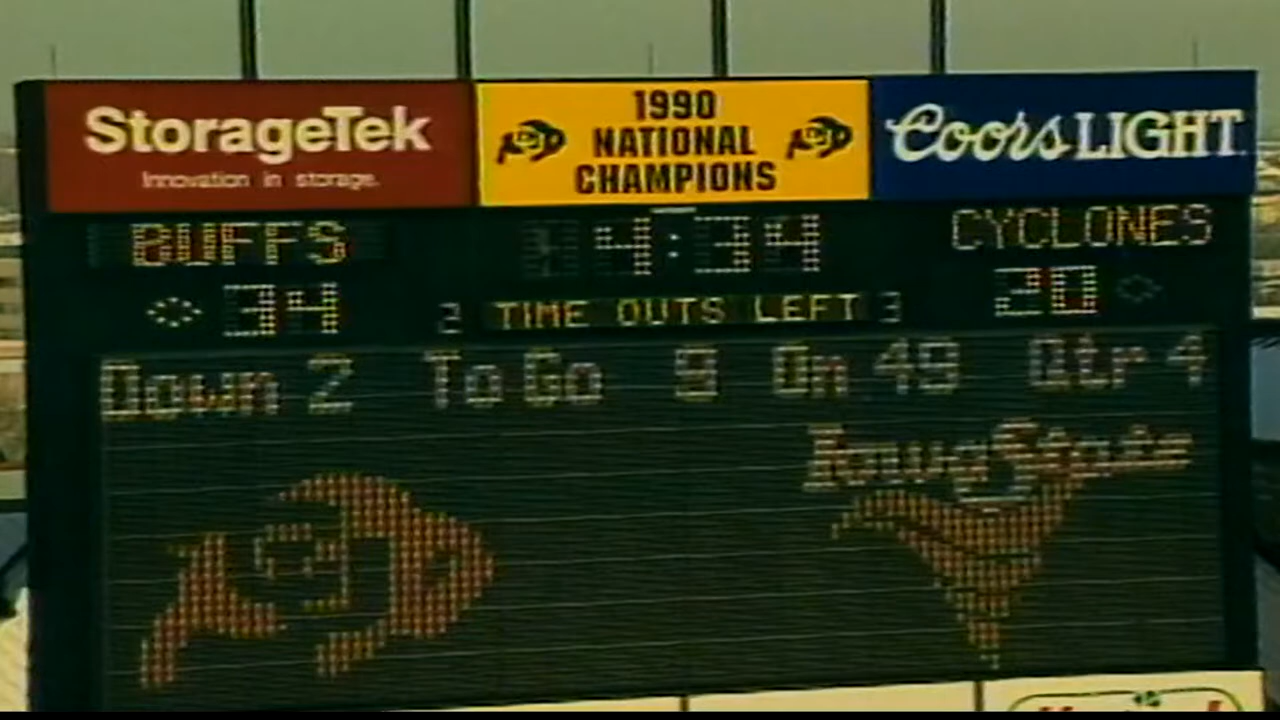 StorageTek
Innovation in storage.
1990
NATIONAL
CHAMPIONS
Coors LIGHT
BUFFS 4:34 CYCLONES
34 2 TIME OUTS LEFT 3 20
Down 2 To Go 9 On 49 Qtr 4
Iowa State